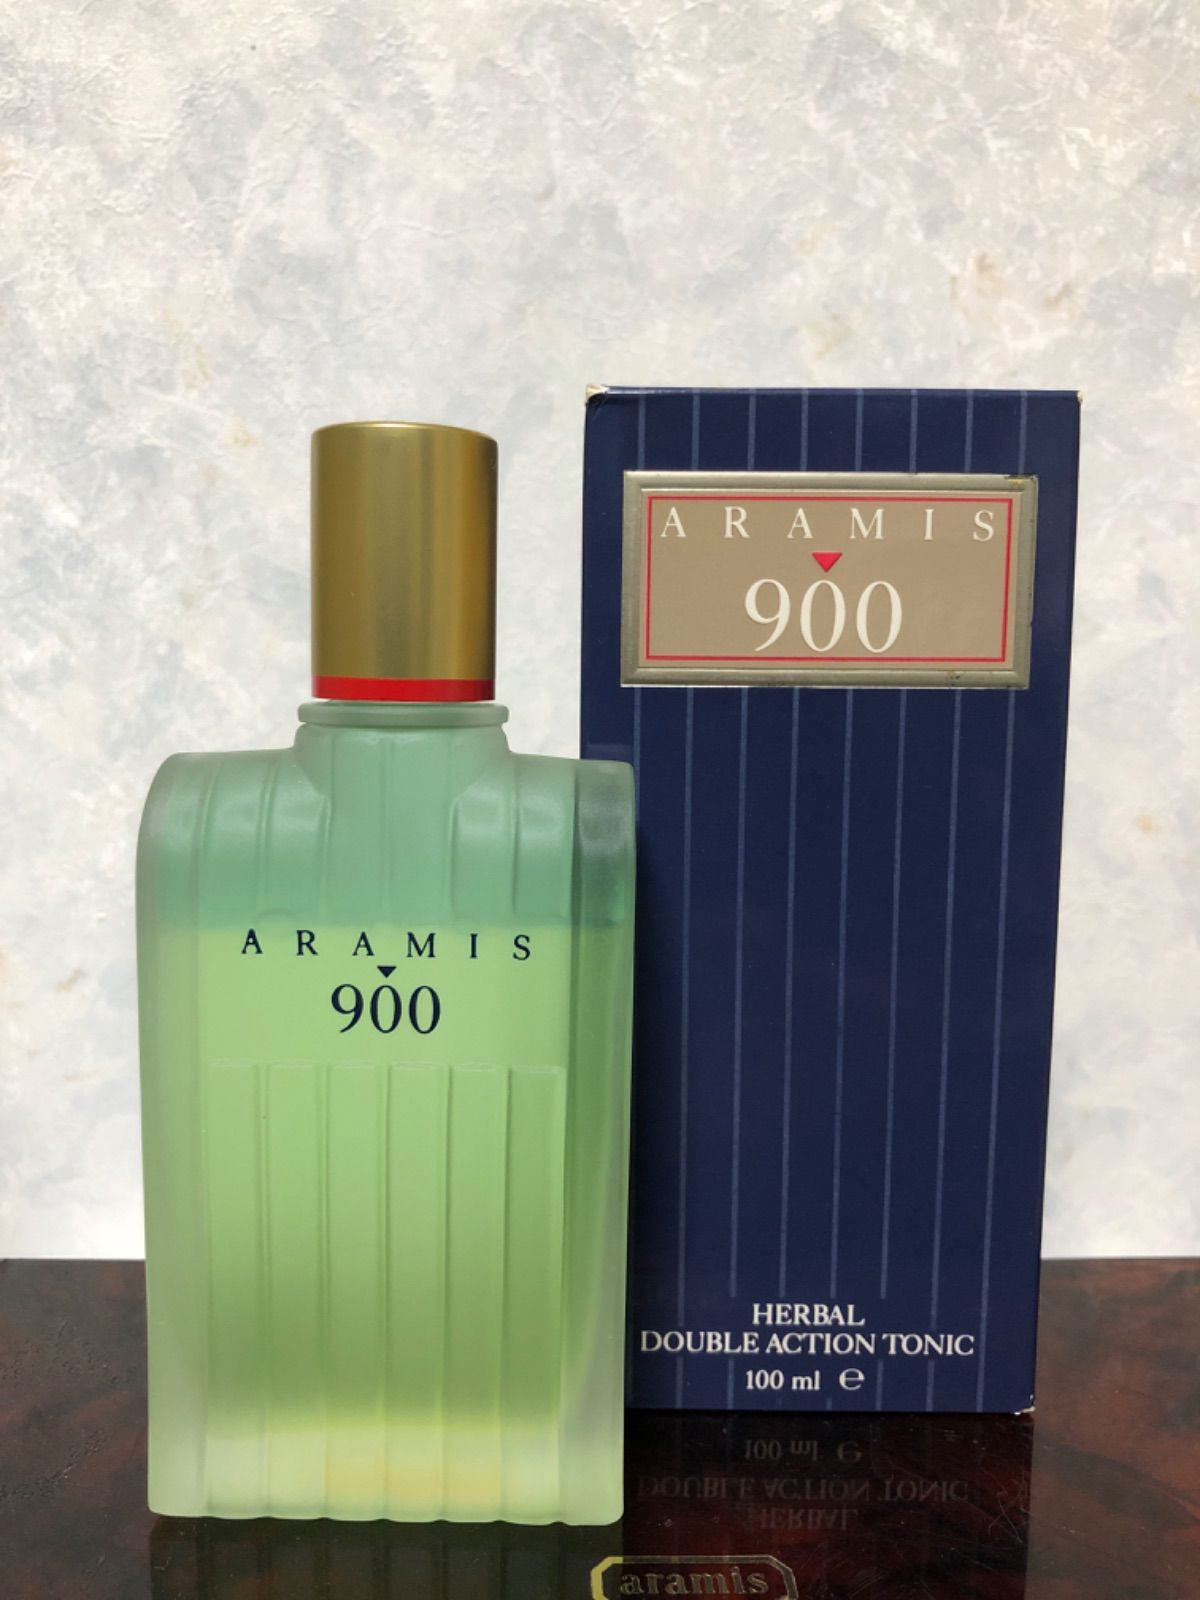 ARAMIS
900
ARAMIS
900
HERBAL
DOUBLE ACTION TONIC
100 ml ℮
aramis